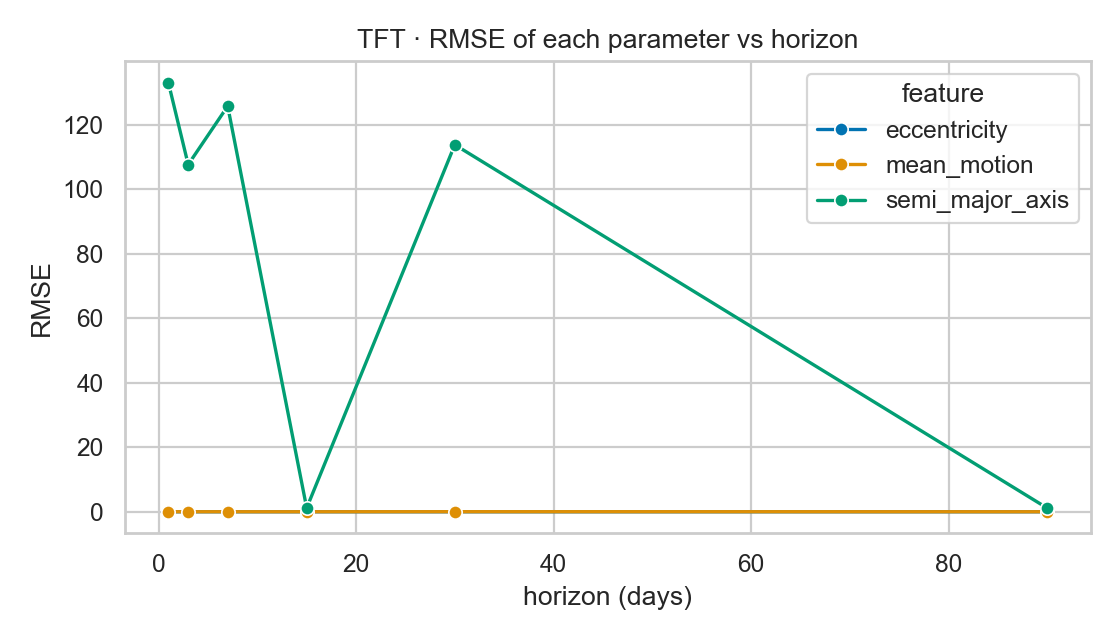 TFT · RMSE of each parameter vs horizon
feature
eccentricity
mean_motion
semi_major_axis
RMSE
120
100
80
60
40
20
0
0 20 40 60 80
horizon (days)